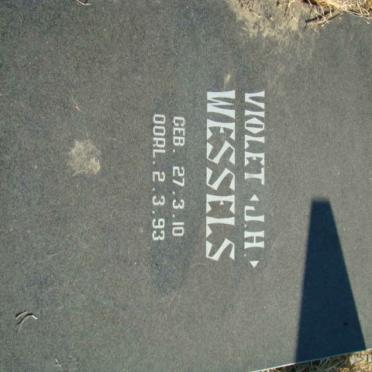 VIOLET ◂J.H.▸
WESSELS
GEB. 27.3.10
OORL. 2.3.93